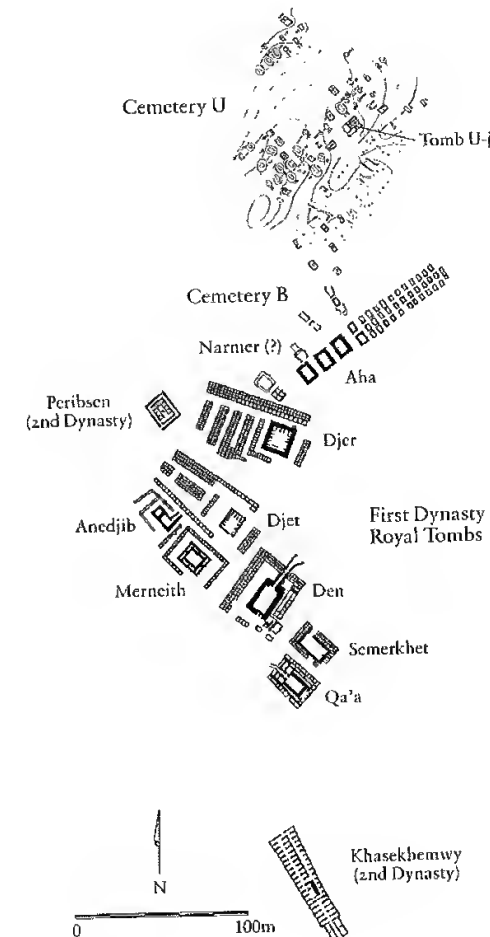 Cemetery U
Tomb U-j
Cemetery B
Narmer (?)
Aha
Peribsen
(2nd Dynasty)
Djer
Anedjib
Djet
First Dynasty
Royal Tombs
Merneith
Den
Semerkhet
Qa'a
Khasekhemwy
(2nd Dynasty)
N
0
100m